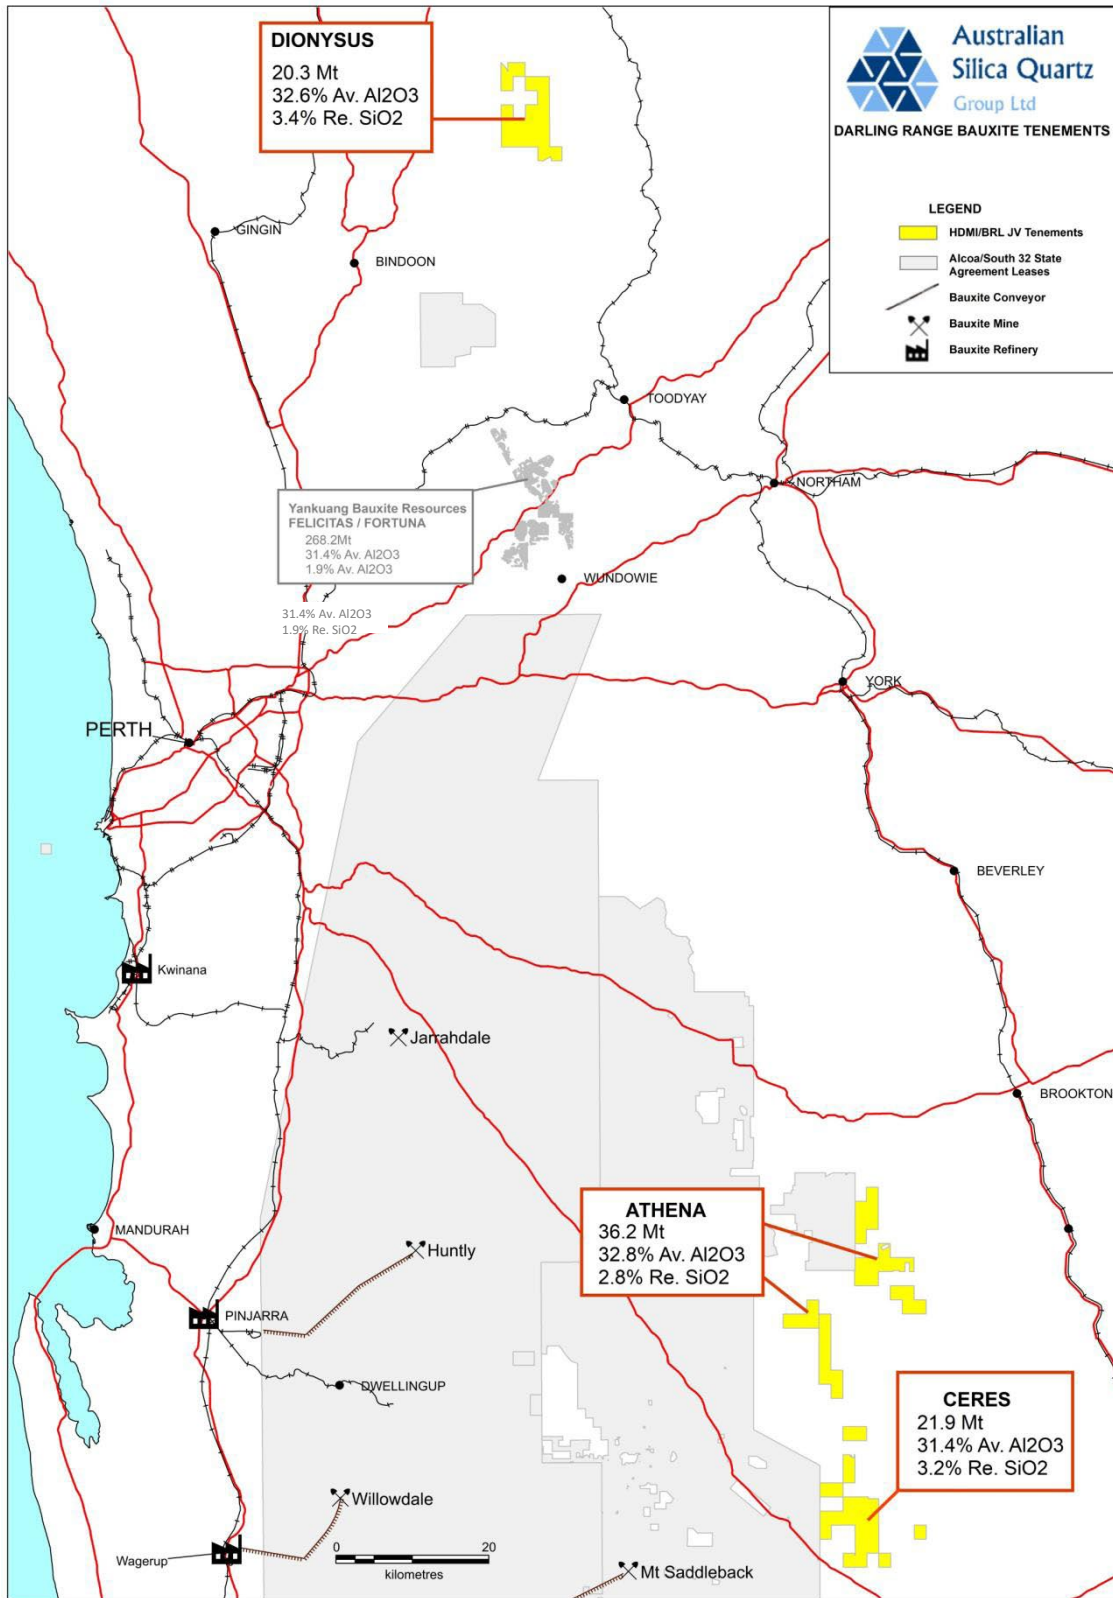 DIONYSUS
20.3 Mt
32.6% Av. Al2O3
3.4% Re. SiO2
Australian
Silica Quartz
Group Ltd
DARLING RANGE BAUXITE TENEMENTS
LEGEND
HDMI/BRL JV Tenements
Alcoa/South 32 State
Agreement Leases
Bauxite Conveyor
Bauxite Mine
Bauxite Refinery
GINGIN
BINDOON
TOODYAY
NORTHAM
Yankuang Bauxite Resources
FELICITAS / FORTUNA
268.2Mt
31.4% Av. Al2O3
1.9% Av. Al2O3
WUNDOWIE
31.4% Av. Al2O3
1.9% Re. SiO2
YORK
PERTH
BEVERLEY
Kwinana
Jarrahdale
BROOKTON
ATHENA
36.2 Mt
32.8% Av. Al2O3
2.8% Re. SiO2
MANDURAH
Huntly
PINJARRA
DWELLINGUP
CERES
21.9 Mt
31.4% Av. Al2O3
3.2% Re. SiO2
Willowdale
Wagerup
0 20
kilometres
Mt Saddleback